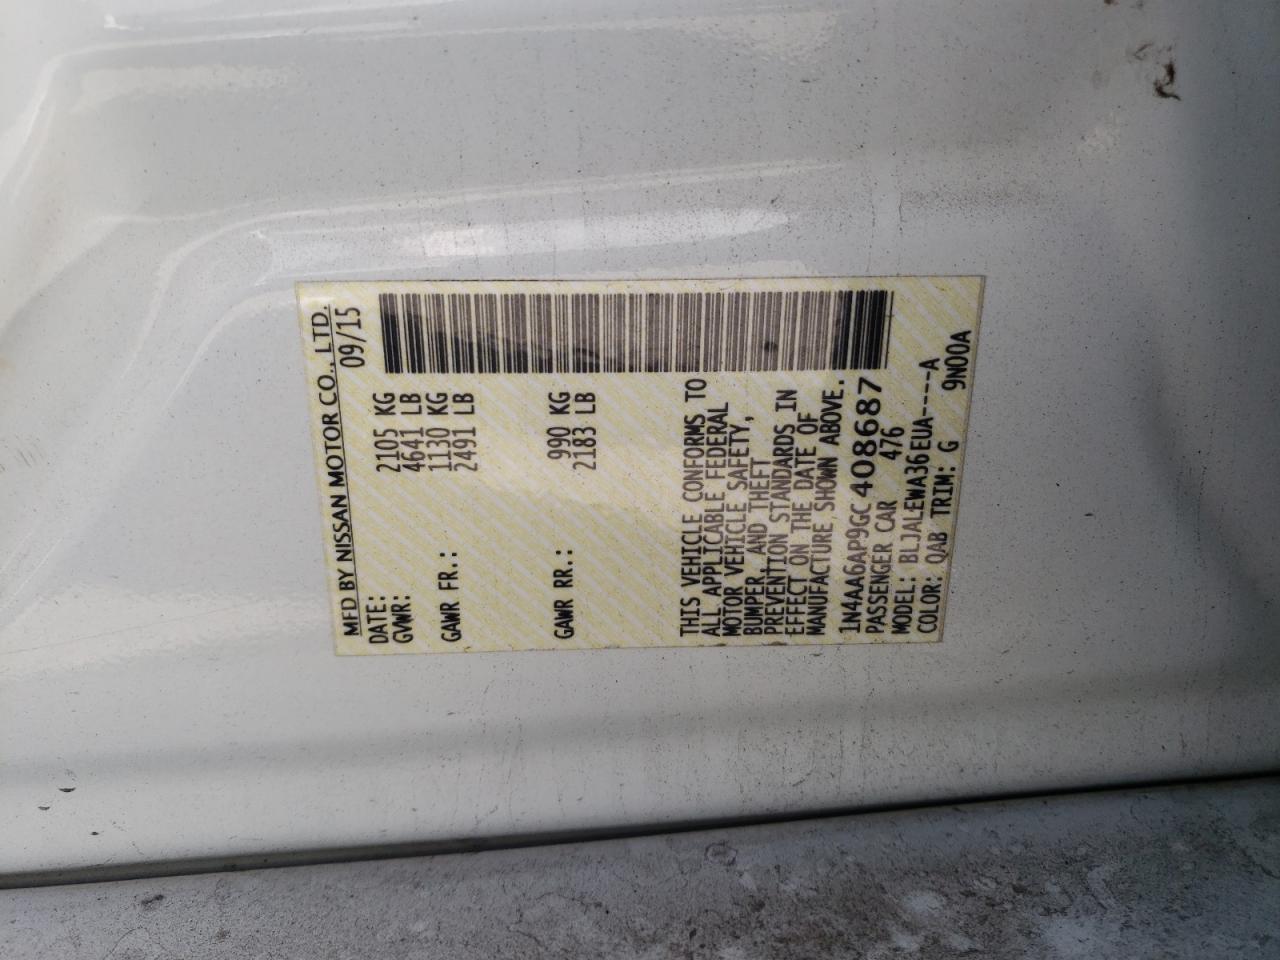 MFD BY NISSAN MOTOR CO., LTD.
DATE: 09/15
GVWR: 2105 KG
4641 LB
GAWR FR.: 1130 KG
2491 LB
GAWR RR.: 990 KG
2183 LB
THIS VEHICLE CONFORMS TO
ALL APPLICABLE FEDERAL
MOTOR VEHICLE SAFETY,
BUMPER, AND THEFT
PREVENTION STANDARDS IN
EFFECT ON THE DATE OF
MANUFACTURE SHOWN ABOVE.
1N4AA6AP9GC408687
PASSENGER CAR 476
MODEL: BLJALEWA36EUA----A
COLOR: QAB TRIM: G 9N00A